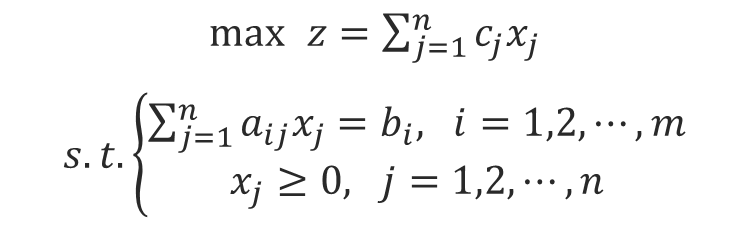 max z = ∑ⁿⱼ₌₁ cⱼxⱼ
∑ⁿⱼ₌₁ aᵢⱼxⱼ = bᵢ, i = 1,2,⋯,m
s.t.{
xⱼ ≥ 0, j = 1,2,⋯,n